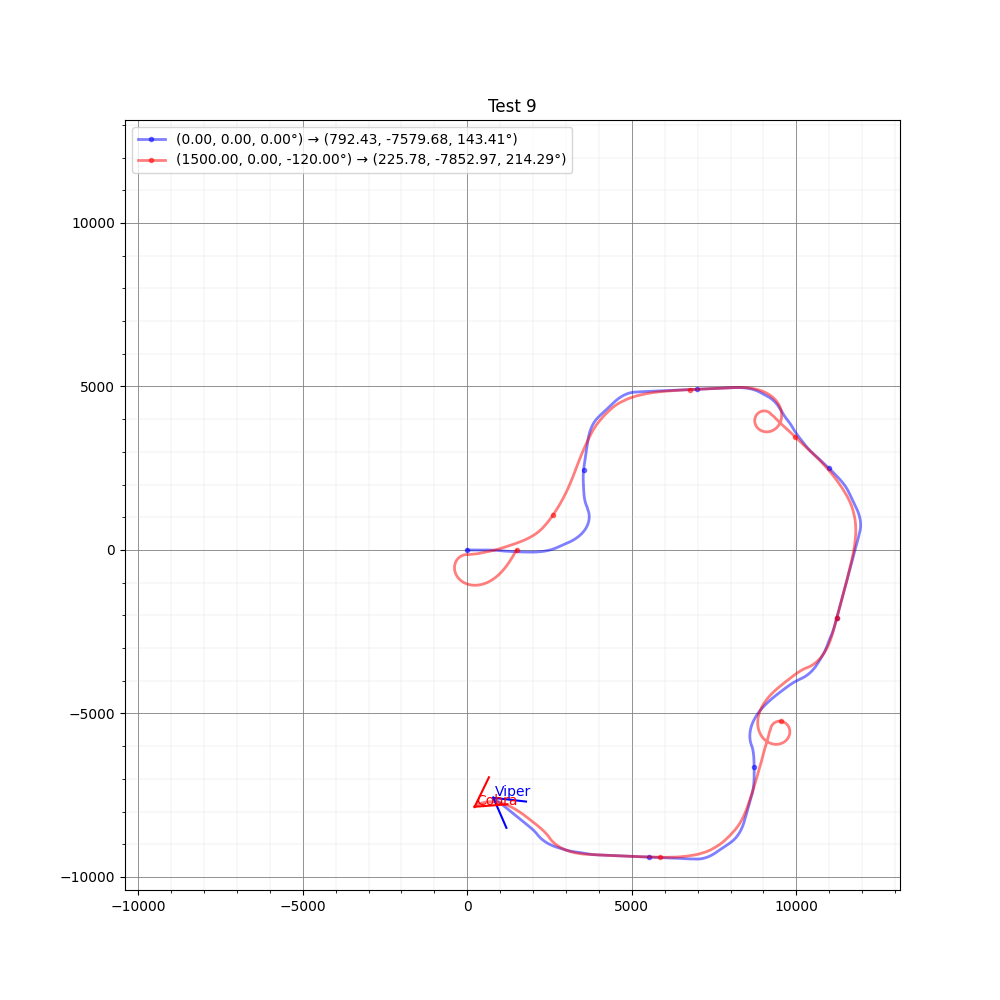 Test 9
(0.00, 0.00, 0.00°) → (792.43, -7579.68, 143.41°)
(1500.00, 0.00, -120.00°) → (225.78, -7852.97, 214.29°)
10000
5000
0
−5000
−10000
Viper
Cobra
−10000 −5000 0 5000 10000